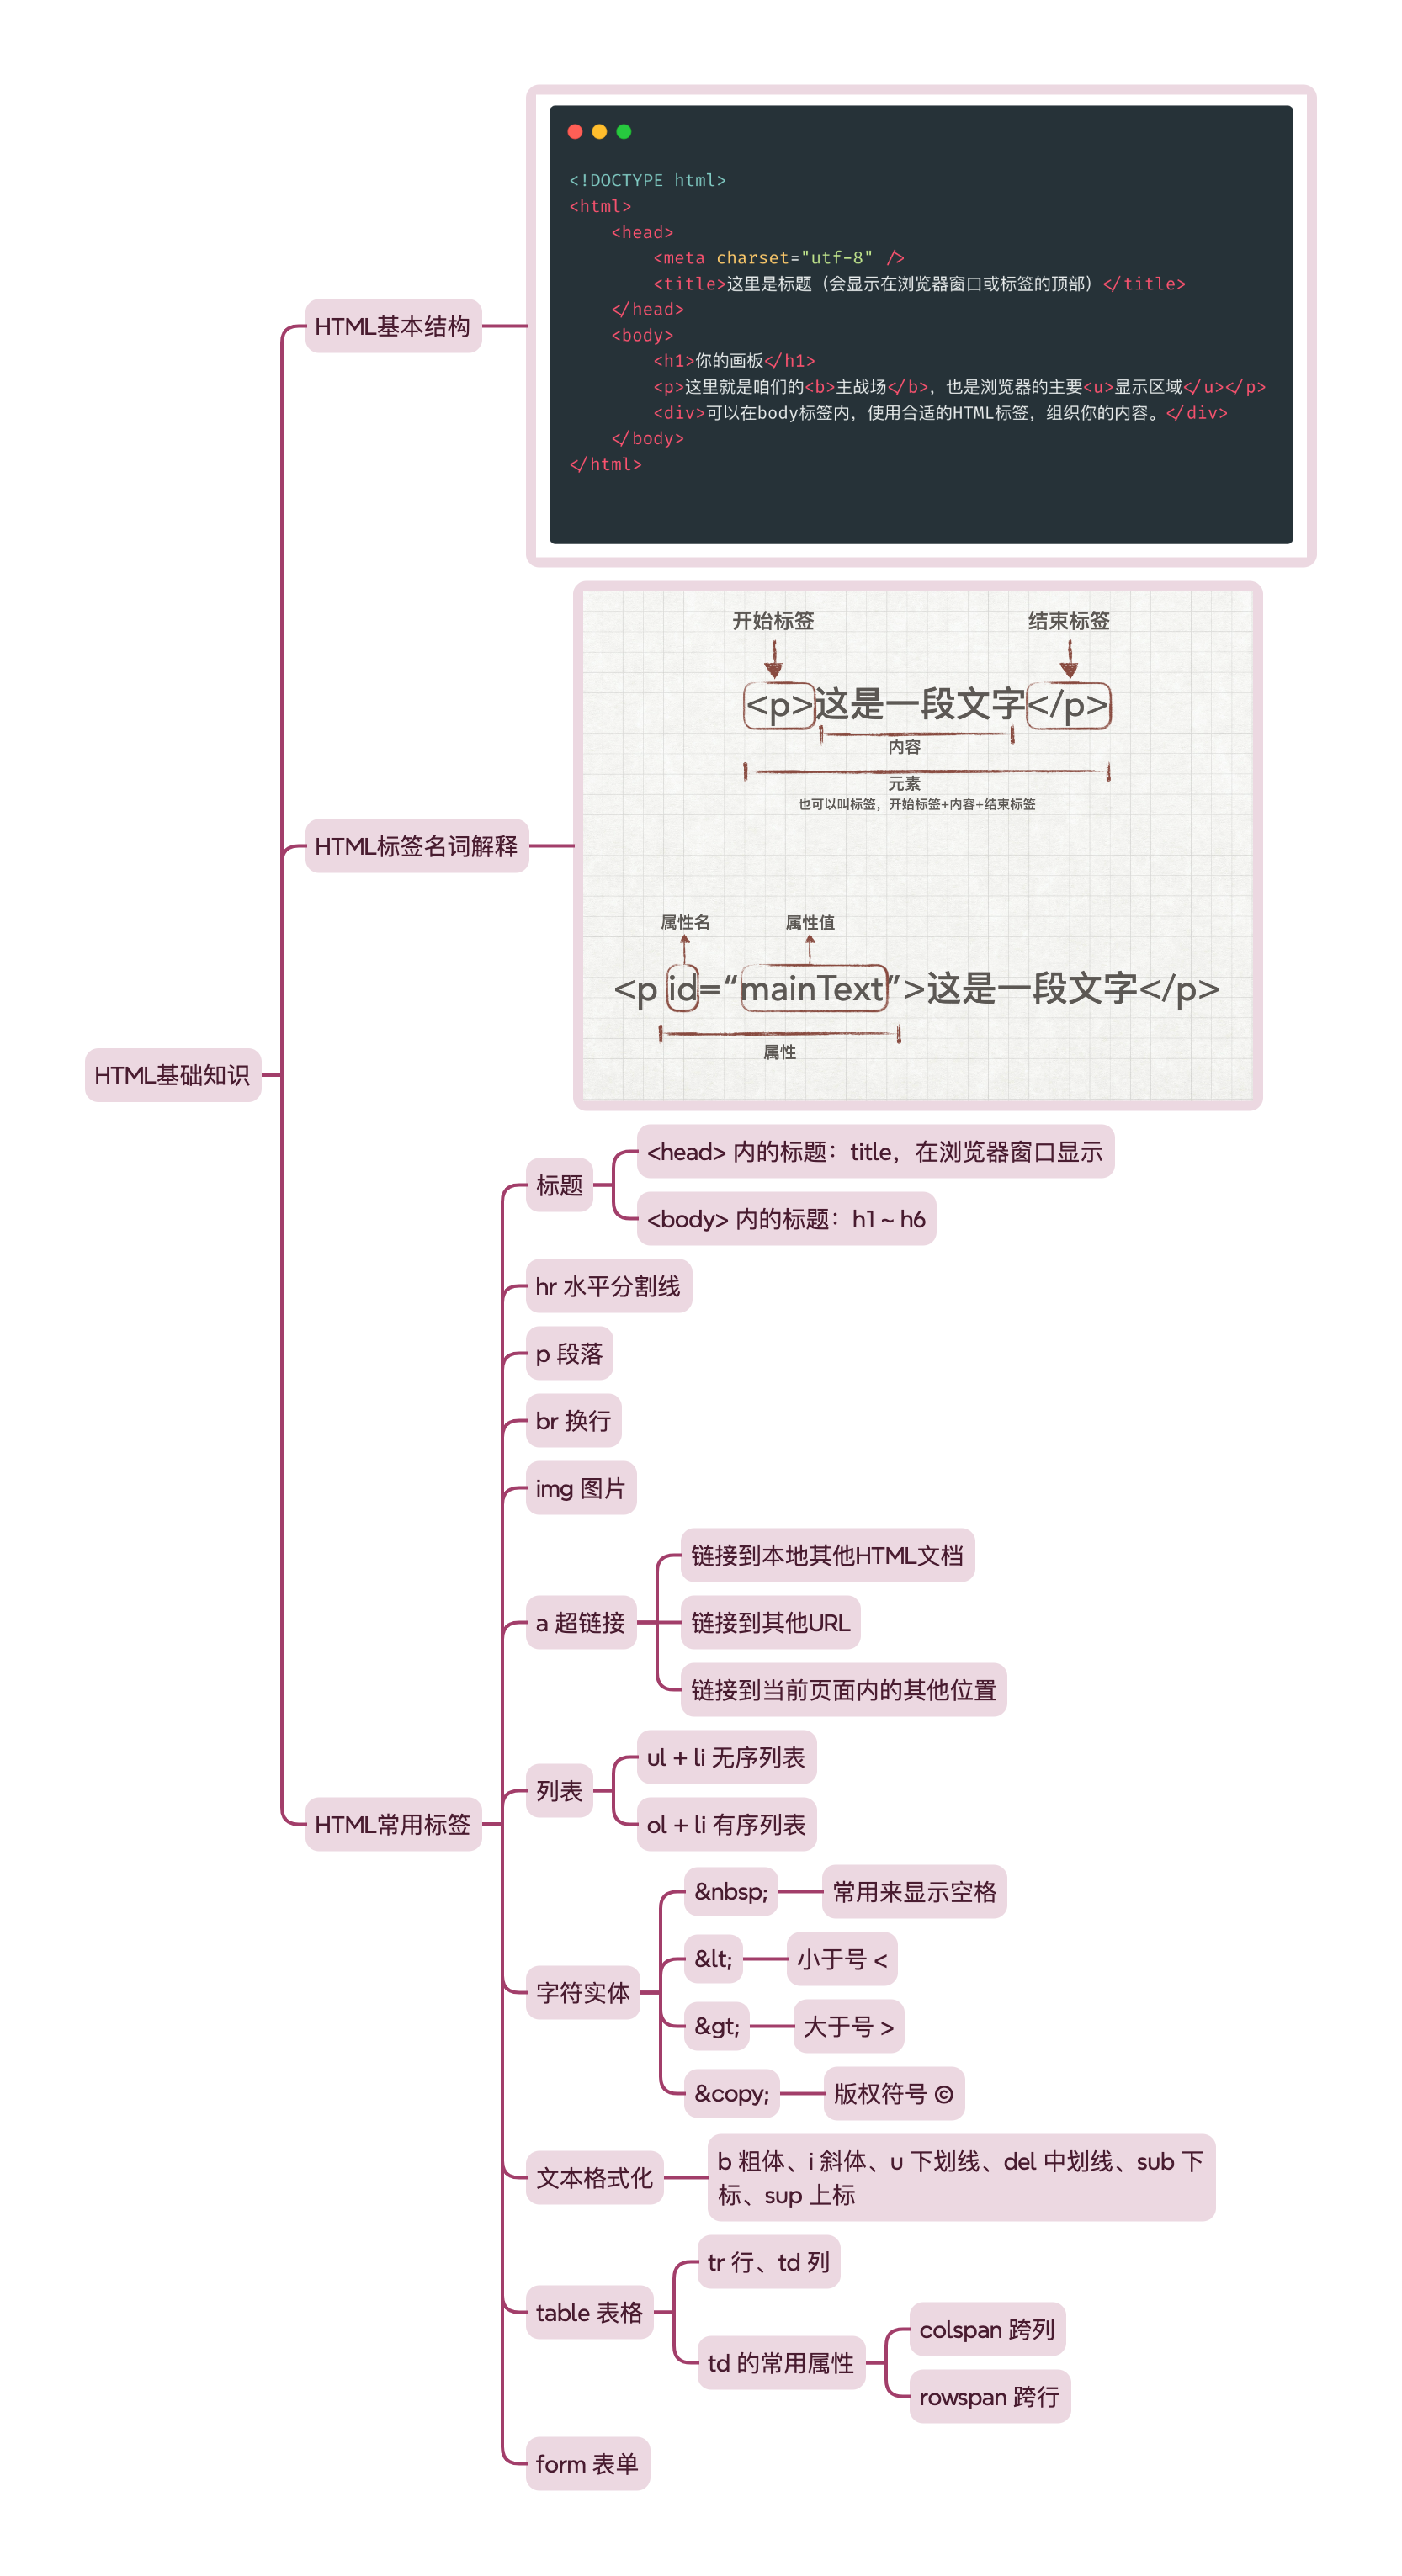 HTML基础知识
HTML基本结构
<!DOCTYPE html>
<html>
    <head>
        <meta charset="utf-8" />
        <title>这里是标题（会显示在浏览器窗口或标签的顶部）</title>
    </head>
    <body>
        <h1>你的画板</h1>
        <p>这里就是咱们的<b>主战场</b>，也是浏览器的主要<u>显示区域</u></p>
        <div>可以在body标签内，使用合适的HTML标签，组织你的内容。</div>
    </body>
</html>
HTML标签名词解释
开始标签 结束标签
<p>这是一段文字</p>
内容
元素
也可以叫标签，开始标签+内容+结束标签
属性名 属性值
<p id=“mainText”>这是一段文字</p>
属性
HTML常用标签
标题
<head> 内的标题：title，在浏览器窗口显示
<body> 内的标题：h1 ~ h6
hr 水平分割线
p 段落
br 换行
img 图片
a 超链接
链接到本地其他HTML文档
链接到其他URL
链接到当前页面内的其他位置
列表
ul + li 无序列表
ol + li 有序列表
字符实体
&nbsp; 常用来显示空格
&lt; 小于号 <
&gt; 大于号 >
&copy; 版权符号 ©
文本格式化
b 粗体、i 斜体、u 下划线、del 中划线、sub 下
标、sup 上标
table 表格
tr 行、td 列
td 的常用属性
colspan 跨列
rowspan 跨行
form 表单